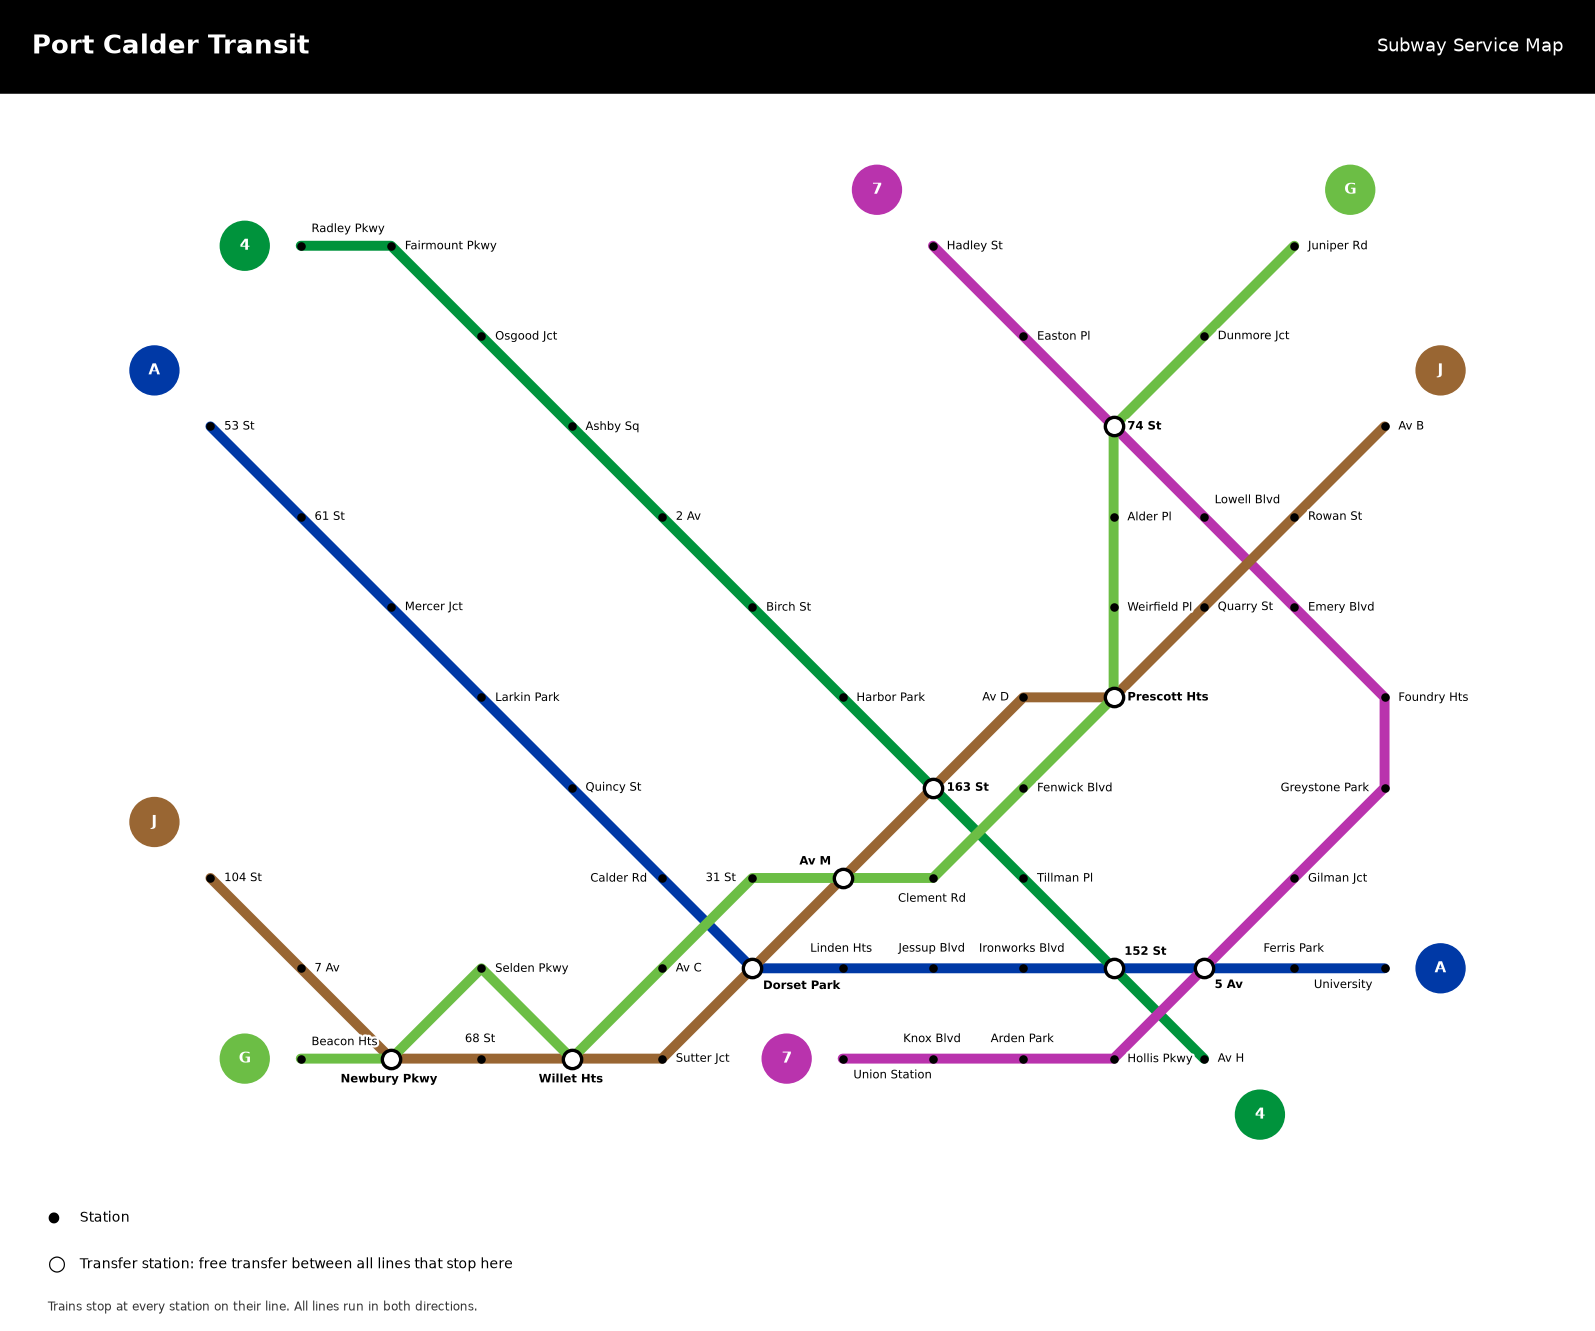 Port Calder Transit
Subway Service Map
7
G
Radley Pkwy
4
Fairmount Pkwy
Hadley St
Juniper Rd
Osgood Jct
Easton Pl
Dunmore Jct
A
J
53 St
Ashby Sq
74 St
Av B
Lowell Blvd
61 St
2 Av
Alder Pl
Rowan St
Mercer Jct
Birch St
Weirfield Pl
Quarry St
Emery Blvd
Larkin Park
Harbor Park
Av D
Prescott Hts
Foundry Hts
Quincy St
163 St
Fenwick Blvd
Greystone Park
J
Av M
104 St
Calder Rd
31 St
Tillman Pl
Gilman Jct
Clement Rd
Linden Hts
Jessup Blvd
Ironworks Blvd
152 St
Ferris Park
7 Av
Selden Pkwy
Av C
A
Dorset Park
5 Av
University
Beacon Hts
68 St
Knox Blvd
Arden Park
G
Sutter Jct
7
Hollis Pkwy
Av H
Newbury Pkwy
Willet Hts
Union Station
4
Station
Transfer station: free transfer between all lines that stop here
Trains stop at every station on their line. All lines run in both directions.